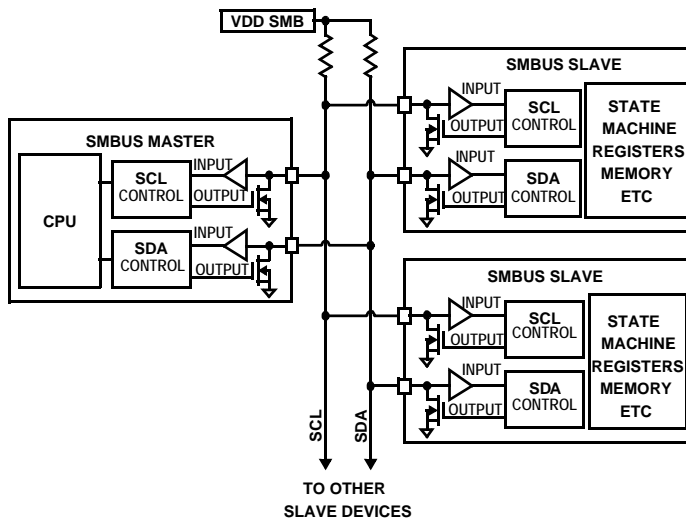 VDD SMB
SMBUS MASTER
CPU
SCL
CONTROL
INPUT
OUTPUT
SDA
CONTROL
INPUT
OUTPUT
SMBUS SLAVE
INPUT
OUTPUT
SCL
CONTROL
INPUT
OUTPUT
SDA
CONTROL
STATE
MACHINE
REGISTERS
MEMORY
ETC
SMBUS SLAVE
INPUT
OUTPUT
SCL
CONTROL
INPUT
OUTPUT
SDA
CONTROL
STATE
MACHINE
REGISTERS
MEMORY
ETC
SCL
SDA
TO OTHER
SLAVE DEVICES